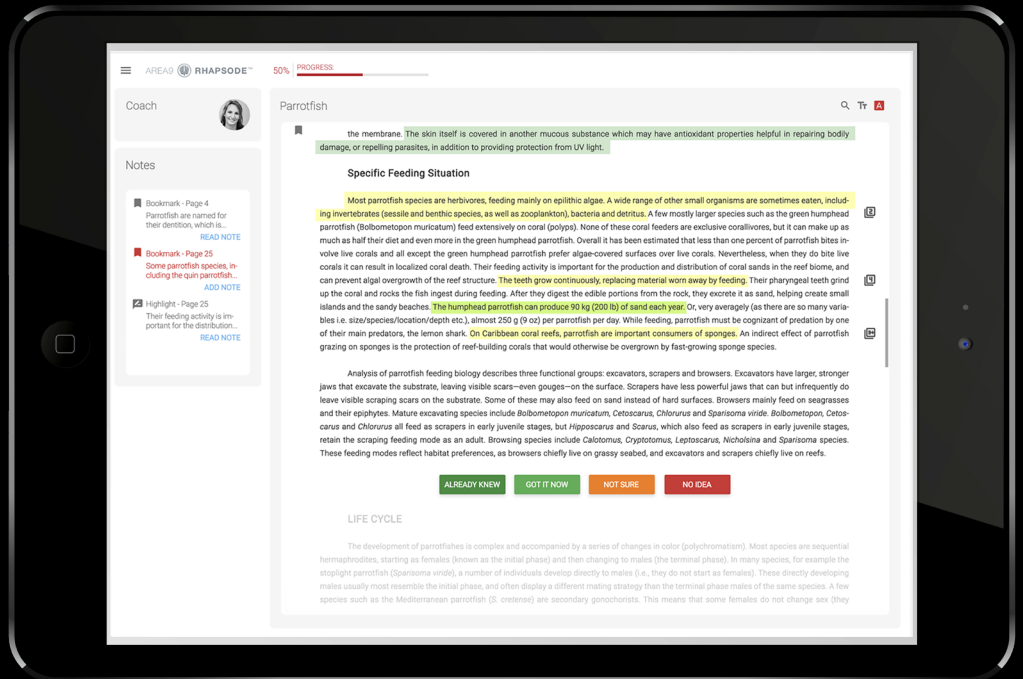 AREA9 RHAPSODE™
50%
PROGRESS:
Coach
Notes
Bookmark - Page 4
Parrotfish are named for
their dentition, which is...
READ NOTE
Bookmark - Page 25
Some parrotfish species, in-
cluding the quin parrotfish...
ADD NOTE
Highlight - Page 25
Their feeding activity is im-
portant for the distribution...
READ NOTE
Parrotfish
Tт
A
the membrane. The skin itself is covered in another mucous substance which may have antioxidant properties helpful in repairing bodily
damage, or repelling parasites, in addition to providing protection from UV light.
Specific Feeding Situation
Most parrotfish species are herbivores, feeding mainly on epilithic algae. A wide range of other small organisms are sometimes eaten, includ-
ing invertebrates (sessile and benthic species, as well as zooplankton), bacteria and detritus. A few mostly larger species such as the green humphead
parrotfish (Bolbometopon muricatum) feed extensively on coral (polyps). None of these coral feeders are exclusive corallivores, but it can make up as
much as half their diet and even more in the green humphead parrotfish. Overall it has been estimated that less than one percent of parrotfish bites in-
volve live corals and all except the green humphead parrotfish prefer algae-covered surfaces over live corals. Nevertheless, when they do bite live
corals it can result in localized coral death. Their feeding activity is important for the production and distribution of coral sands in the reef biome, and
can prevent algal overgrowth of the reef structure. The teeth grow continuously, replacing material worn away by feeding. Their pharyngeal teeth grind
up the coral and rocks the fish ingest during feeding. After they digest the edible portions from the rock, they excrete it as sand, helping create small
islands and the sandy beaches. The humphead parrotfish can produce 90 kg (200 lb) of sand each year. Or, very averagely (as there are so many varia-
bles i.e. size/species/location/depth etc.), almost 250 g (9 oz) per parrotfish per day. While feeding, parrotfish must be cognizant of predation by one
of their main predators, the lemon shark. On Caribbean coral reefs, parrotfish are important consumers of sponges. An indirect effect of parrotfish
grazing on sponges is the protection of reef-building corals that would otherwise be overgrown by fast-growing sponge species.
2
4
9+
Analysis of parrotfish feeding biology describes three functional groups: excavators, scrapers and browsers. Excavators have larger, stronger
jaws that excavate the substrate, leaving visible scars—even gouges—on the surface. Scrapers have less powerful jaws that can but infrequently do
leave visible scraping scars on the substrate. Some of these may also feed on sand instead of hard surfaces. Browsers mainly feed on seagrasses
and their epiphytes. Mature excavating species include Bolbometopon muricatum, Cetoscarus, Chlorurus and Sparisoma viride. Bolbometopon, Cetos-
carus and Chlorurus all feed as scrapers in early juvenile stages, but Hipposcarus and Scarus, which also feed as scrapers in early juvenile stages,
retain the scraping feeding mode as an adult. Browsing species include Calotomus, Cryptotomus, Leptoscarus, Nicholsina and Sparisoma species.
These feeding modes reflect habitat preferences, as browsers chiefly live on grassy seabed, and excavators and scrapers chiefly live on reefs.
ALREADY KNEW
GOT IT NOW
NOT SURE
NO IDEA
LIFE CYCLE
The development of parrotfishes is complex and accompanied by a series of changes in color (polychromatism). Most species are sequential
hermaphrodites, starting as females (known as the initial phase) and then changing to males (the terminal phase). In many species, for example the
stoplight parrotfish (Sparisoma viride), a number of individuals develop directly to males (i.e., they do not start as females). These directly developing
males usually most resemble the initial phase, and often display a different mating strategy than the terminal phase males of the same species. A few
species such as the Mediterranean parrotfish (S. cretense) are secondary gonochorists. This means that some females do not change sex (they